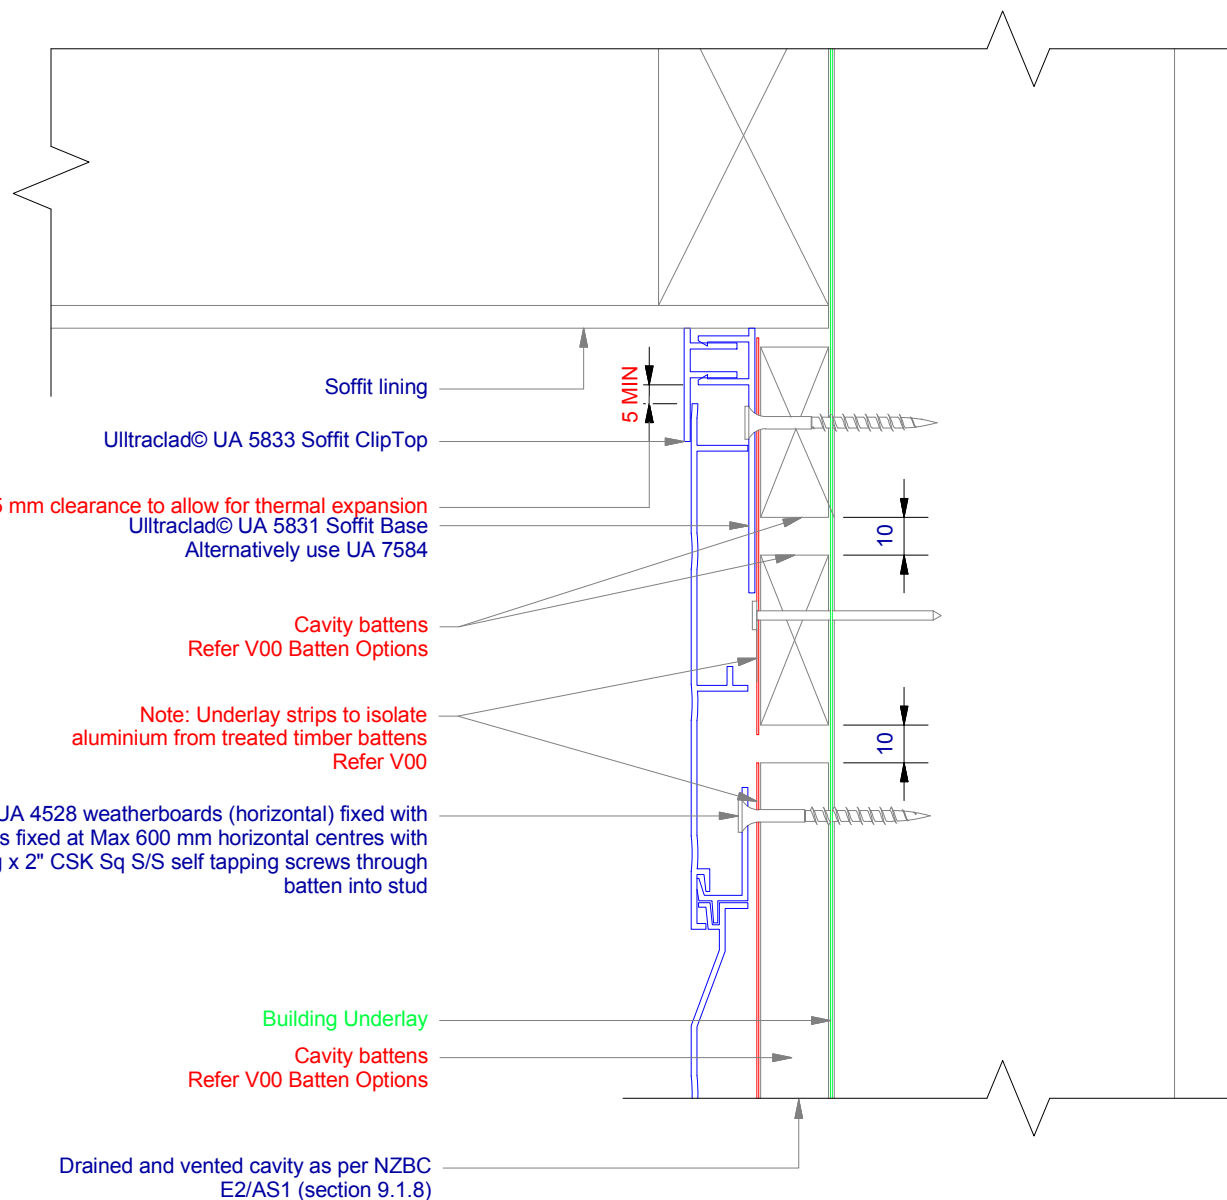 Soffit lining
5 MIN
Ulltraclad© UA 5833 Soffit ClipTop
5 mm clearance to allow for thermal expansion
Ulltraclad© UA 5831 Soffit Base
Alternatively use UA 7584
10
Cavity battens
Refer V00 Batten Options
Note: Underlay strips to isolate
aluminium from treated timber battens
Refer V00
10
UA 4528 weatherboards (horizontal) fixed with
fixed at Max 600 mm horizontal centres with
x 2" CSK Sq S/S self tapping screws through
batten into stud
Building Underlay
Cavity battens
Refer V00 Batten Options
Drained and vented cavity as per NZBC
E2/AS1 (section 9.1.8)